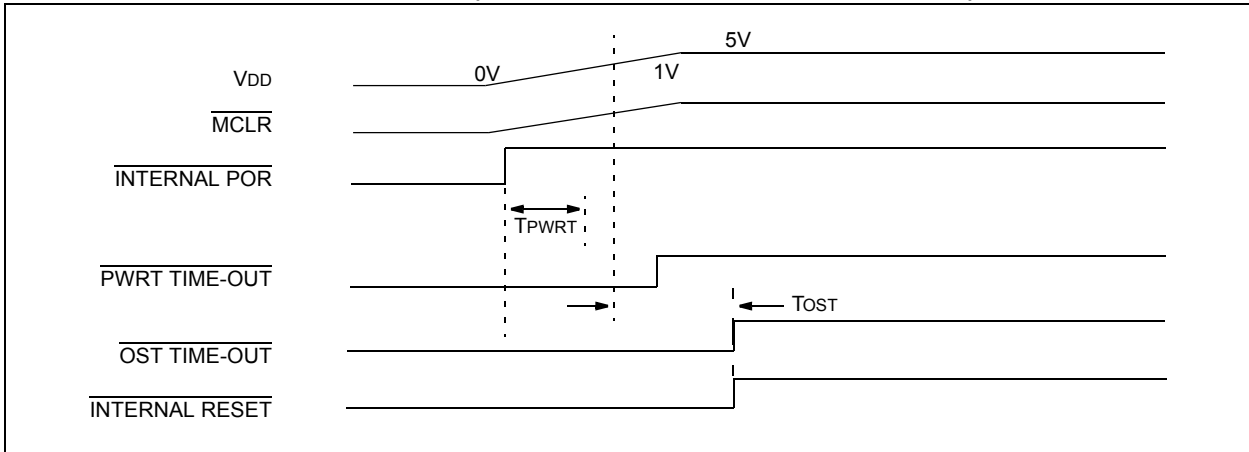 5V
VDD 0V 1V
MCLR
INTERNAL POR
TPWRT
PWRT TIME-OUT
TOST
OST TIME-OUT
INTERNAL RESET